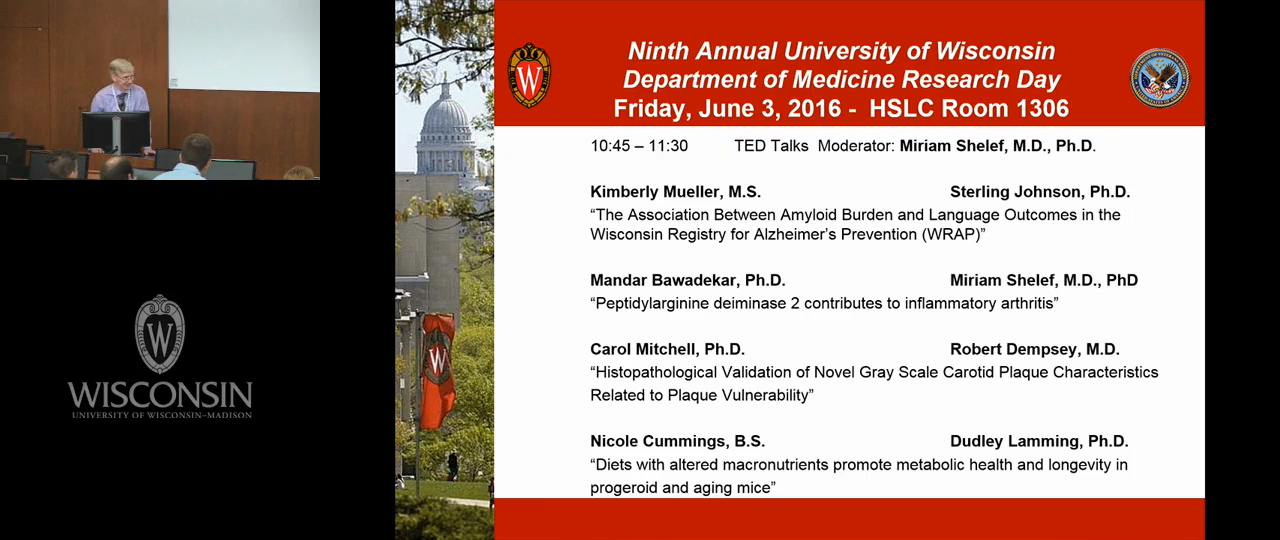 Ninth Annual University of Wisconsin
Department of Medicine Research Day
Friday, June 3, 2016 - HSLC Room 1306
10:45 – 11:30 TED Talks Moderator: Miriam Shelef, M.D., Ph.D.
Kimberly Mueller, M.S. Sterling Johnson, Ph.D.
“The Association Between Amyloid Burden and Language Outcomes in the
Wisconsin Registry for Alzheimer’s Prevention (WRAP)”
Mandar Bawadekar, Ph.D. Miriam Shelef, M.D., PhD
“Peptidylarginine deiminase 2 contributes to inflammatory arthritis”
Carol Mitchell, Ph.D. Robert Dempsey, M.D.
“Histopathological Validation of Novel Gray Scale Carotid Plaque Characteristics
Related to Plaque Vulnerability”
Nicole Cummings, B.S. Dudley Lamming, Ph.D.
“Diets with altered macronutrients promote metabolic health and longevity in
progeroid and aging mice”
W
W
W
WISCONSIN
UNIVERSITY OF WISCONSIN–MADISON